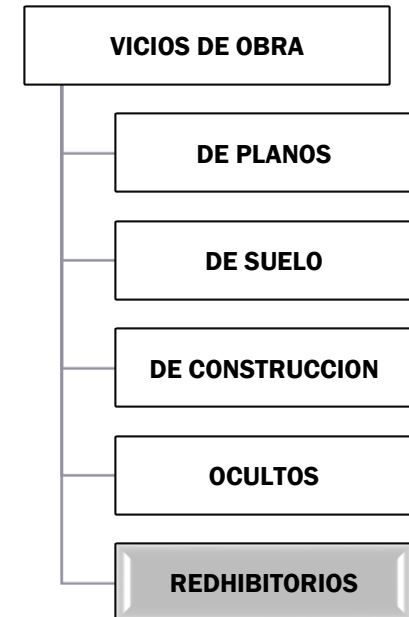 VICIOS DE OBRA
DE PLANOS
DE SUELO
DE CONSTRUCCION
OCULTOS
REDHIBITORIOS